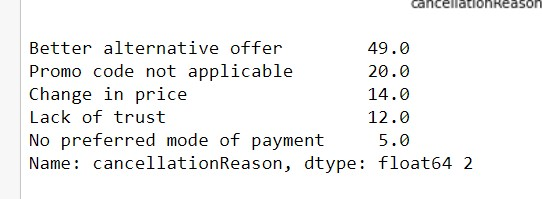 cancellationReason
Better alternative offer 49.0
Promo code not applicable 20.0
Change in price 14.0
Lack of trust 12.0
No preferred mode of payment 5.0
Name: cancellationReason, dtype: float64 2